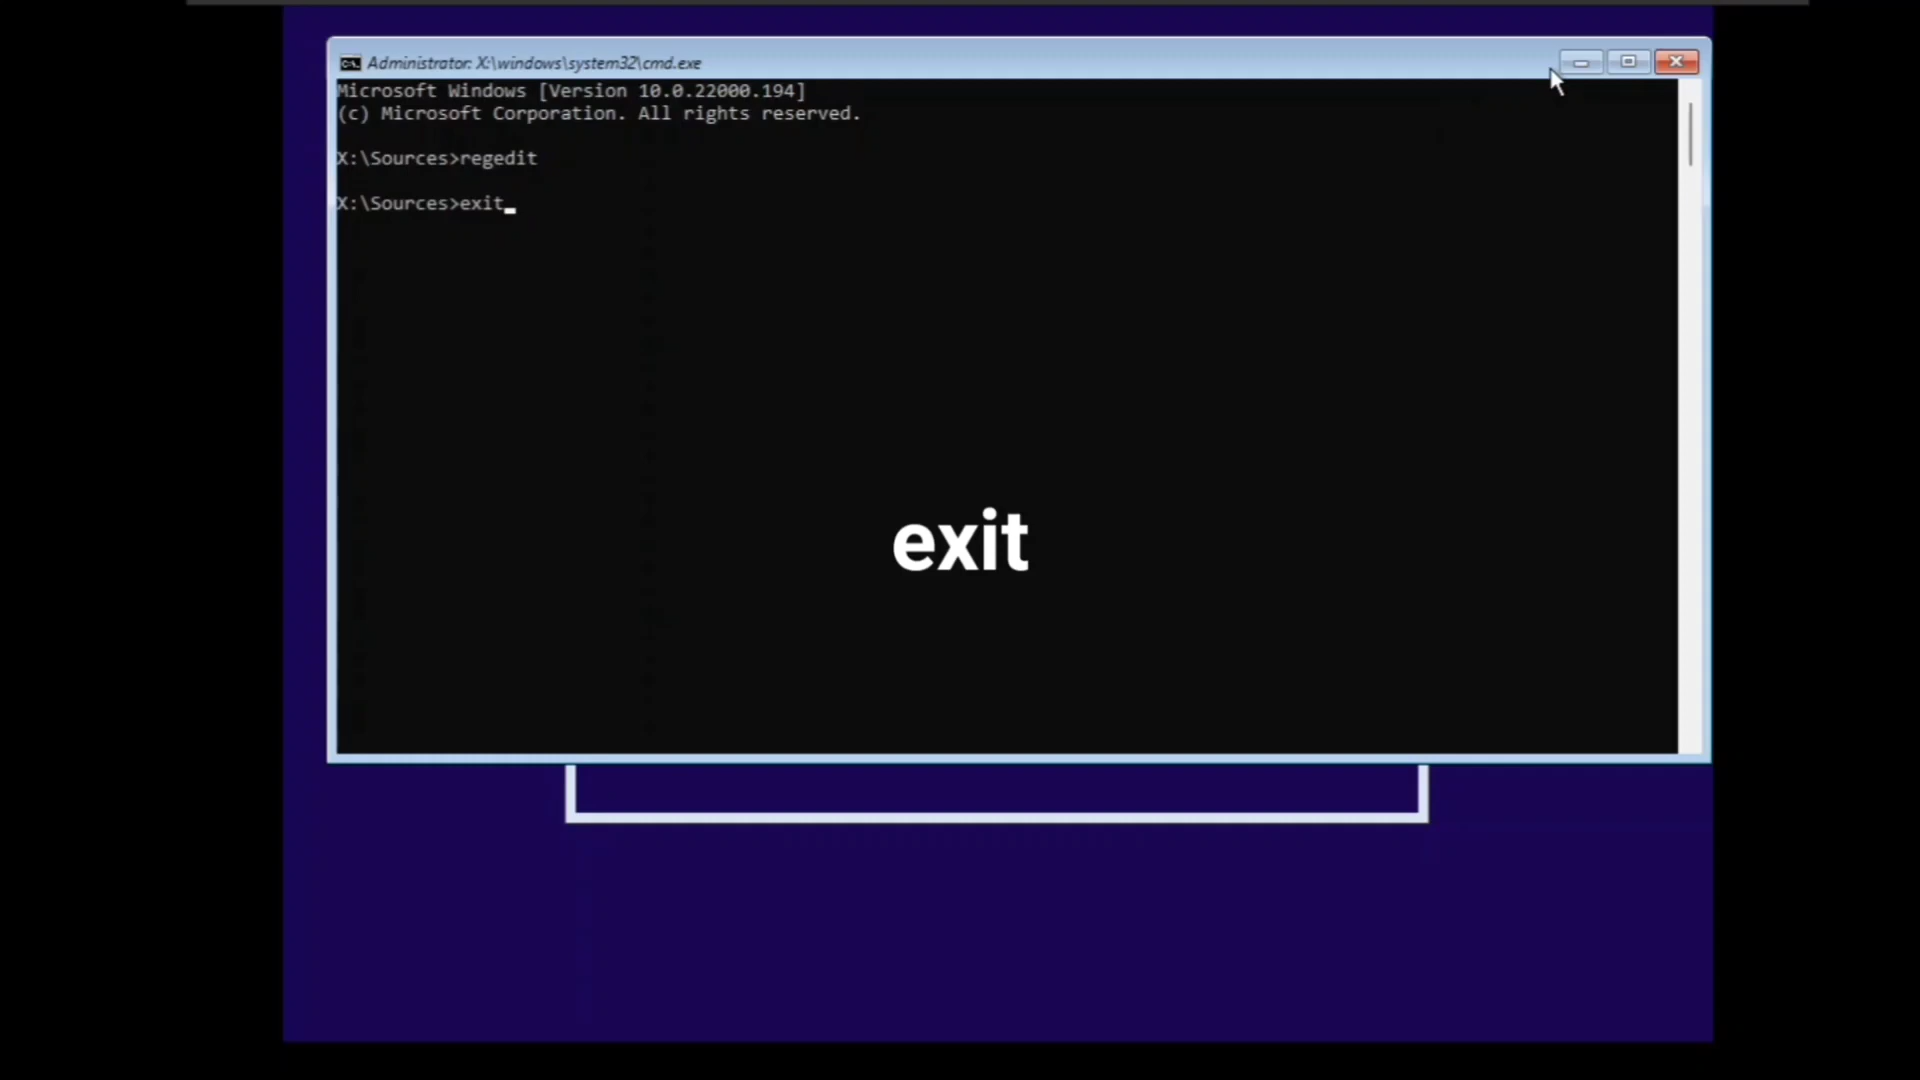 Administrator: X:\windows\system32\cmd.exe
Microsoft Windows [Version 10.0.22000.194]
(c) Microsoft Corporation. All rights reserved.
X:\Sources>regedit
X:\Sources>exit
exit